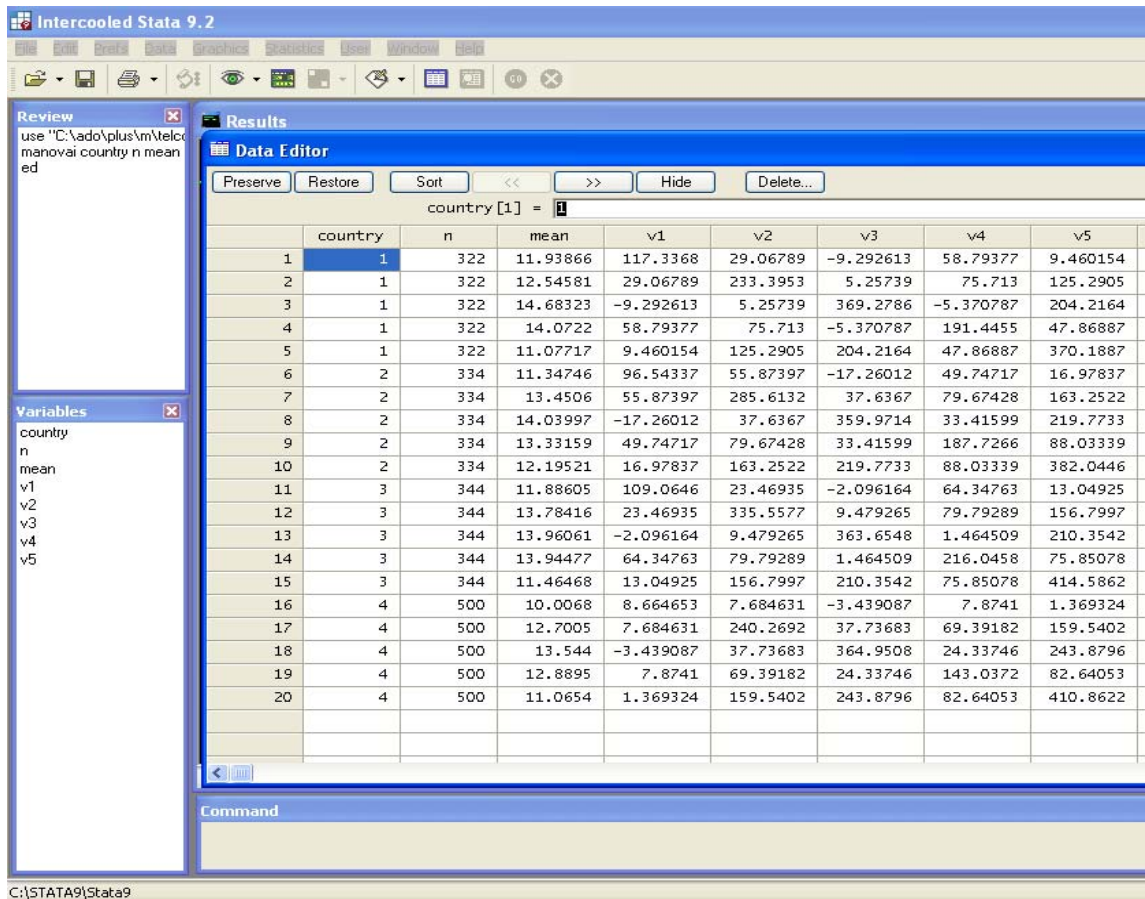 Intercooled Stata 9.2
File Edit Prefs Data Graphics Statistics User Window Help
Review
use "C:\ado\plus\m\telco
manovai country n mean
ed
Variables
country
n
mean
v1
v2
v3
v4
v5
Results
Data Editor
Preserve Restore Sort << >> Hide Delete...
country[1] = 1
country n mean v1 v2 v3 v4 v5
1 1 322 11.93866 117.3368 29.06789 -9.292613 58.79377 9.460154
2 1 322 12.54581 29.06789 233.3953 5.25739 75.713 125.2905
3 1 322 14.68323 -9.292613 5.25739 369.2786 -5.370787 204.2164
4 1 322 14.0722 58.79377 75.713 -5.370787 191.4455 47.86887
5 1 322 11.07717 9.460154 125.2905 204.2164 47.86887 370.1887
6 2 334 11.34746 96.54337 55.87397 -17.26012 49.74717 16.97837
7 2 334 13.4506 55.87397 285.6132 37.6367 79.67428 163.2522
8 2 334 14.03997 -17.26012 37.6367 359.9714 33.41599 219.7733
9 2 334 13.33159 49.74717 79.67428 33.41599 187.7266 88.03339
10 2 334 12.19521 16.97837 163.2522 219.7733 88.03339 382.0446
11 3 344 11.88605 109.0646 23.46935 -2.096164 64.34763 13.04925
12 3 344 13.78416 23.46935 335.5577 9.479265 79.79289 156.7997
13 3 344 13.96061 -2.096164 9.479265 363.6548 1.464509 210.3542
14 3 344 13.94477 64.34763 79.79289 1.464509 216.0458 75.85078
15 3 344 11.46468 13.04925 156.7997 210.3542 75.85078 414.5862
16 4 500 10.0068 8.664653 7.684631 -3.439087 7.8741 1.369324
17 4 500 12.7005 7.684631 240.2692 37.73683 69.39182 159.5402
18 4 500 13.544 -3.439087 37.73683 364.9508 24.33746 243.8796
19 4 500 12.8895 7.8741 69.39182 24.33746 143.0372 82.64053
20 4 500 11.0654 1.369324 159.5402 243.8796 82.64053 410.8622
Command
C:\STATA9\Stata9